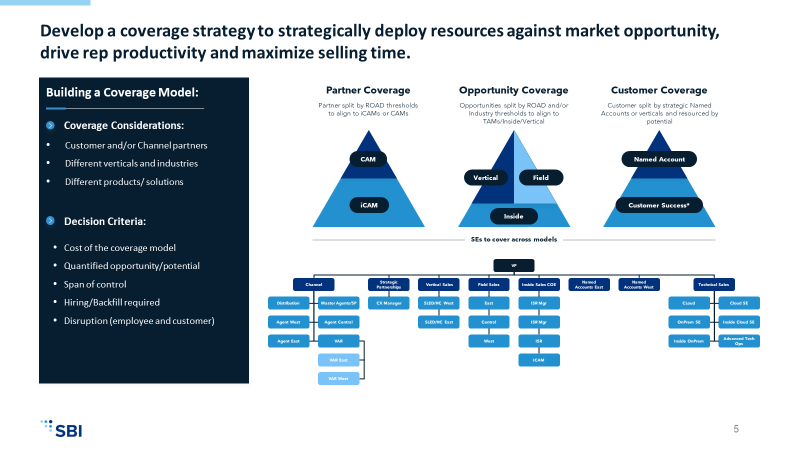 Develop a coverage strategy to strategically deploy resources against market opportunity,
drive rep productivity and maximize selling time.
Building a Coverage Model:
Coverage Considerations:
• Customer and/or Channel partners
• Different verticals and industries
• Different products/ solutions
Decision Criteria:
• Cost of the coverage model
• Quantified opportunity/potential
• Span of control
• Hiring/Backfill required
• Disruption (employee and customer)
Partner Coverage
Partner split by ROAD thresholds
to align to iCAMs or CAMs
CAM
iCAM
Opportunity Coverage
Opportunities split by ROAD and/or
Industry thresholds to align to
TAMs/Inside/Vertical
Vertical
Field
Inside
Customer Coverage
Customer split by strategic Named
Accounts or verticals and resourced by
potential
Named Account
Customer Success*
SEs to cover across models
VP
Channel
Strategic
Partnerships
Vertical Sales
Field Sales
Inside Sales COE
Named
Accounts East
Named
Accounts West
Technical Sales
Distribution
Master Agents/SP
CX Manager
SLED/NC West
East
ISR Mgr
Cloud
Cloud SE
Agent West
Agent Central
SLED/NC East
Central
ISR Mgr
OnPrem SE
Inside Cloud SE
Agent East
VAR
West
ISR
Inside OnPrem
Advanced Tech
Ops
VAR East
iCAM
VAR West
SBI
5